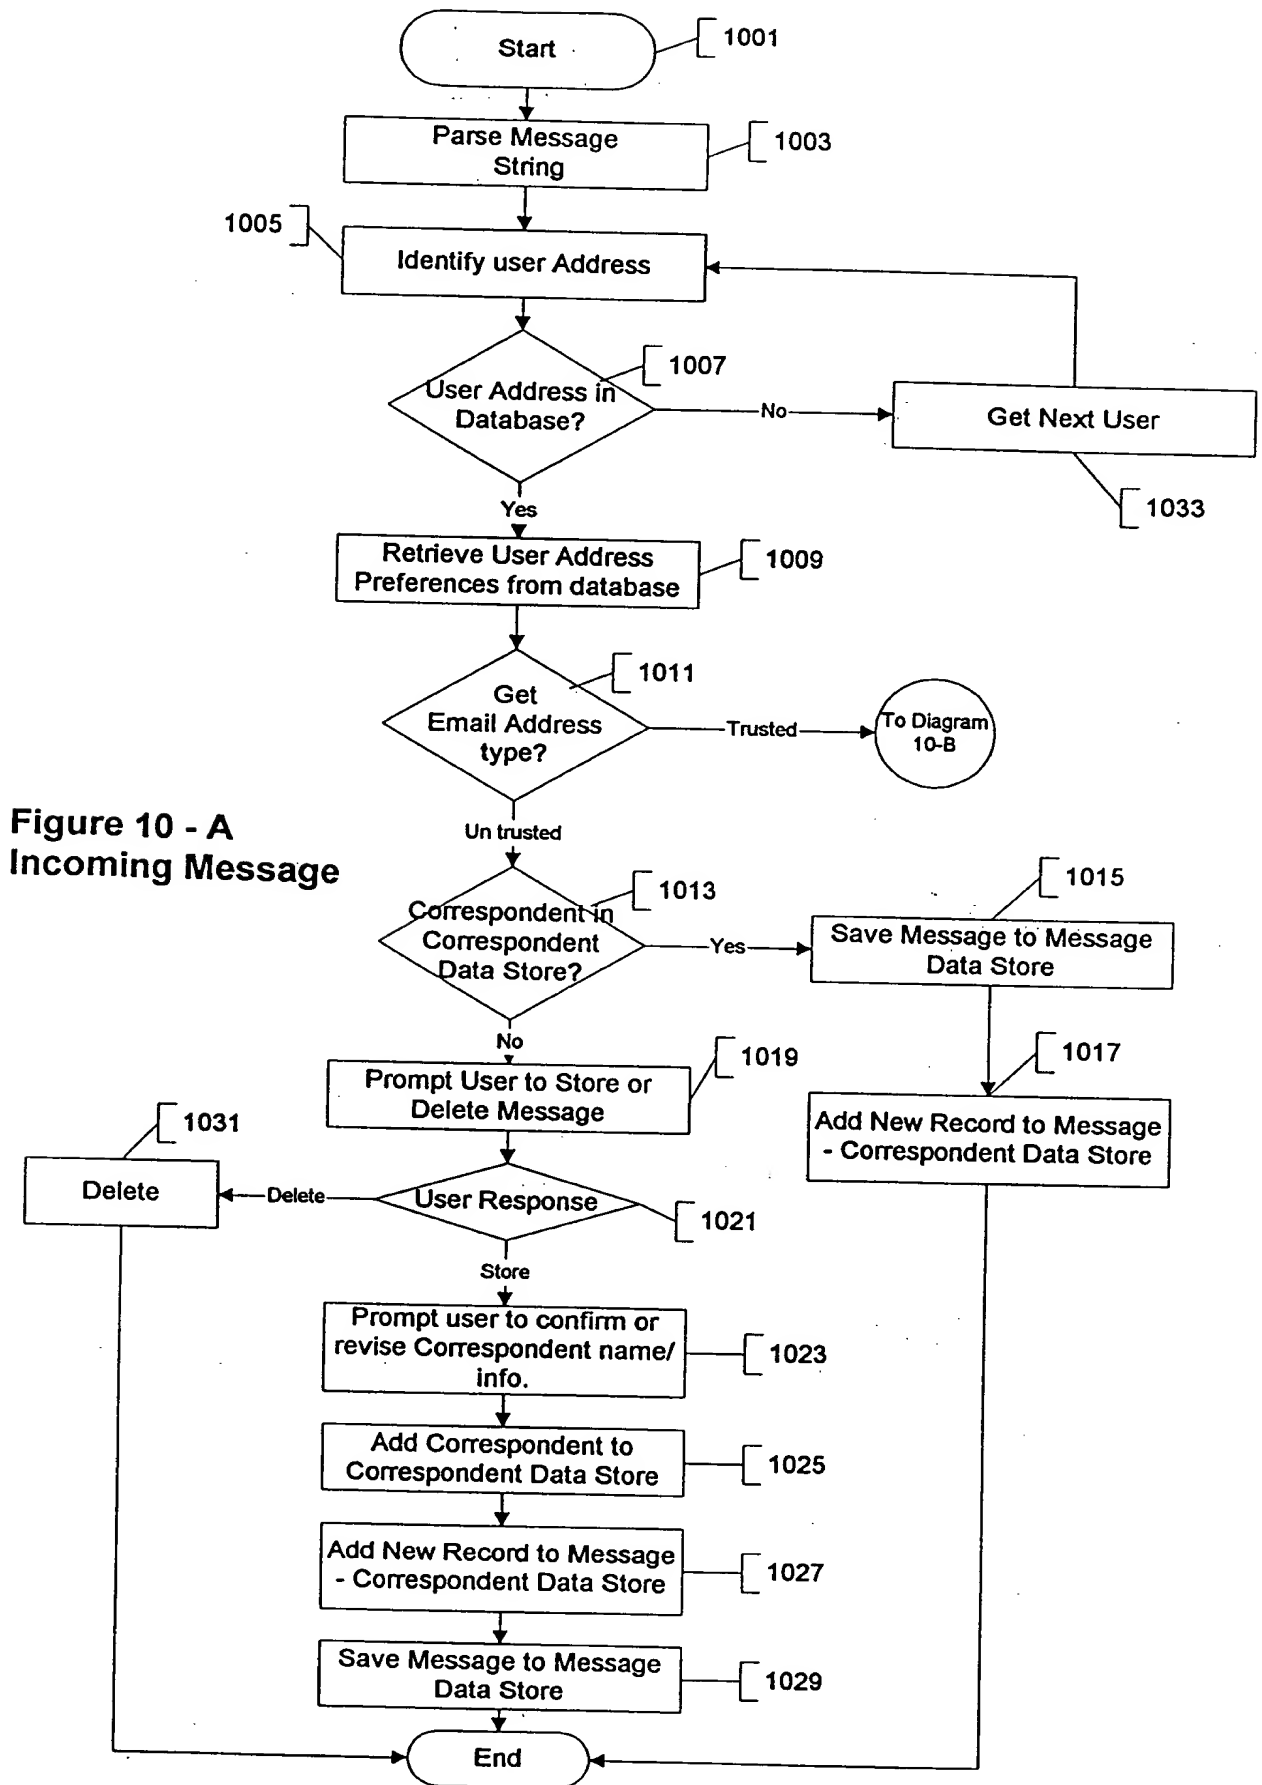 Start
1001
Parse Message
String
1003
1005
Identify user Address
1007
User Address in
Database?
No
Get Next User
1033
Yes
Retrieve User Address
Preferences from database
1009
1011
Get
Email Address
type?
Trusted
To Diagram
10-B
Figure 10 - A
Incoming Message
Un trusted
1013
Correspondent in
Correspondent
Data Store?
Yes
1015
Save Message to Message
Data Store
No
1017
Add New Record to Message
- Correspondent Data Store
1019
Prompt User to Store or
Delete Message
1031
Delete
Delete
User Response
1021
Store
Prompt user to confirm or
revise Correspondent name/
info.
1023
Add Correspondent to
Correspondent Data Store
1025
Add New Record to Message
- Correspondent Data Store
1027
Save Message to Message
Data Store
1029
End